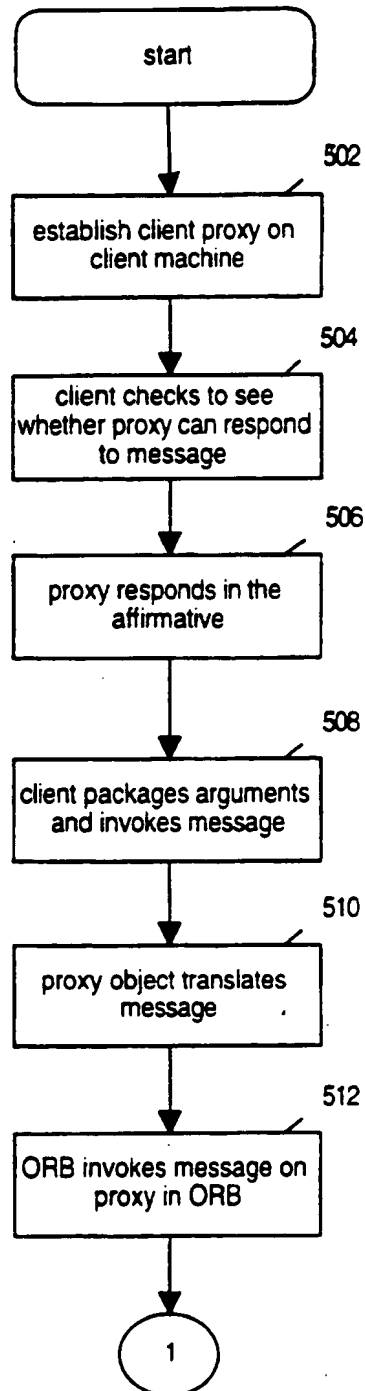 start
502
establish client proxy on
client machine
504
client checks to see
whether proxy can respond
to message
506
proxy responds in the
affirmative
508
client packages arguments
and invokes message
510
proxy object translates
message
512
ORB invokes message on
proxy in ORB
1